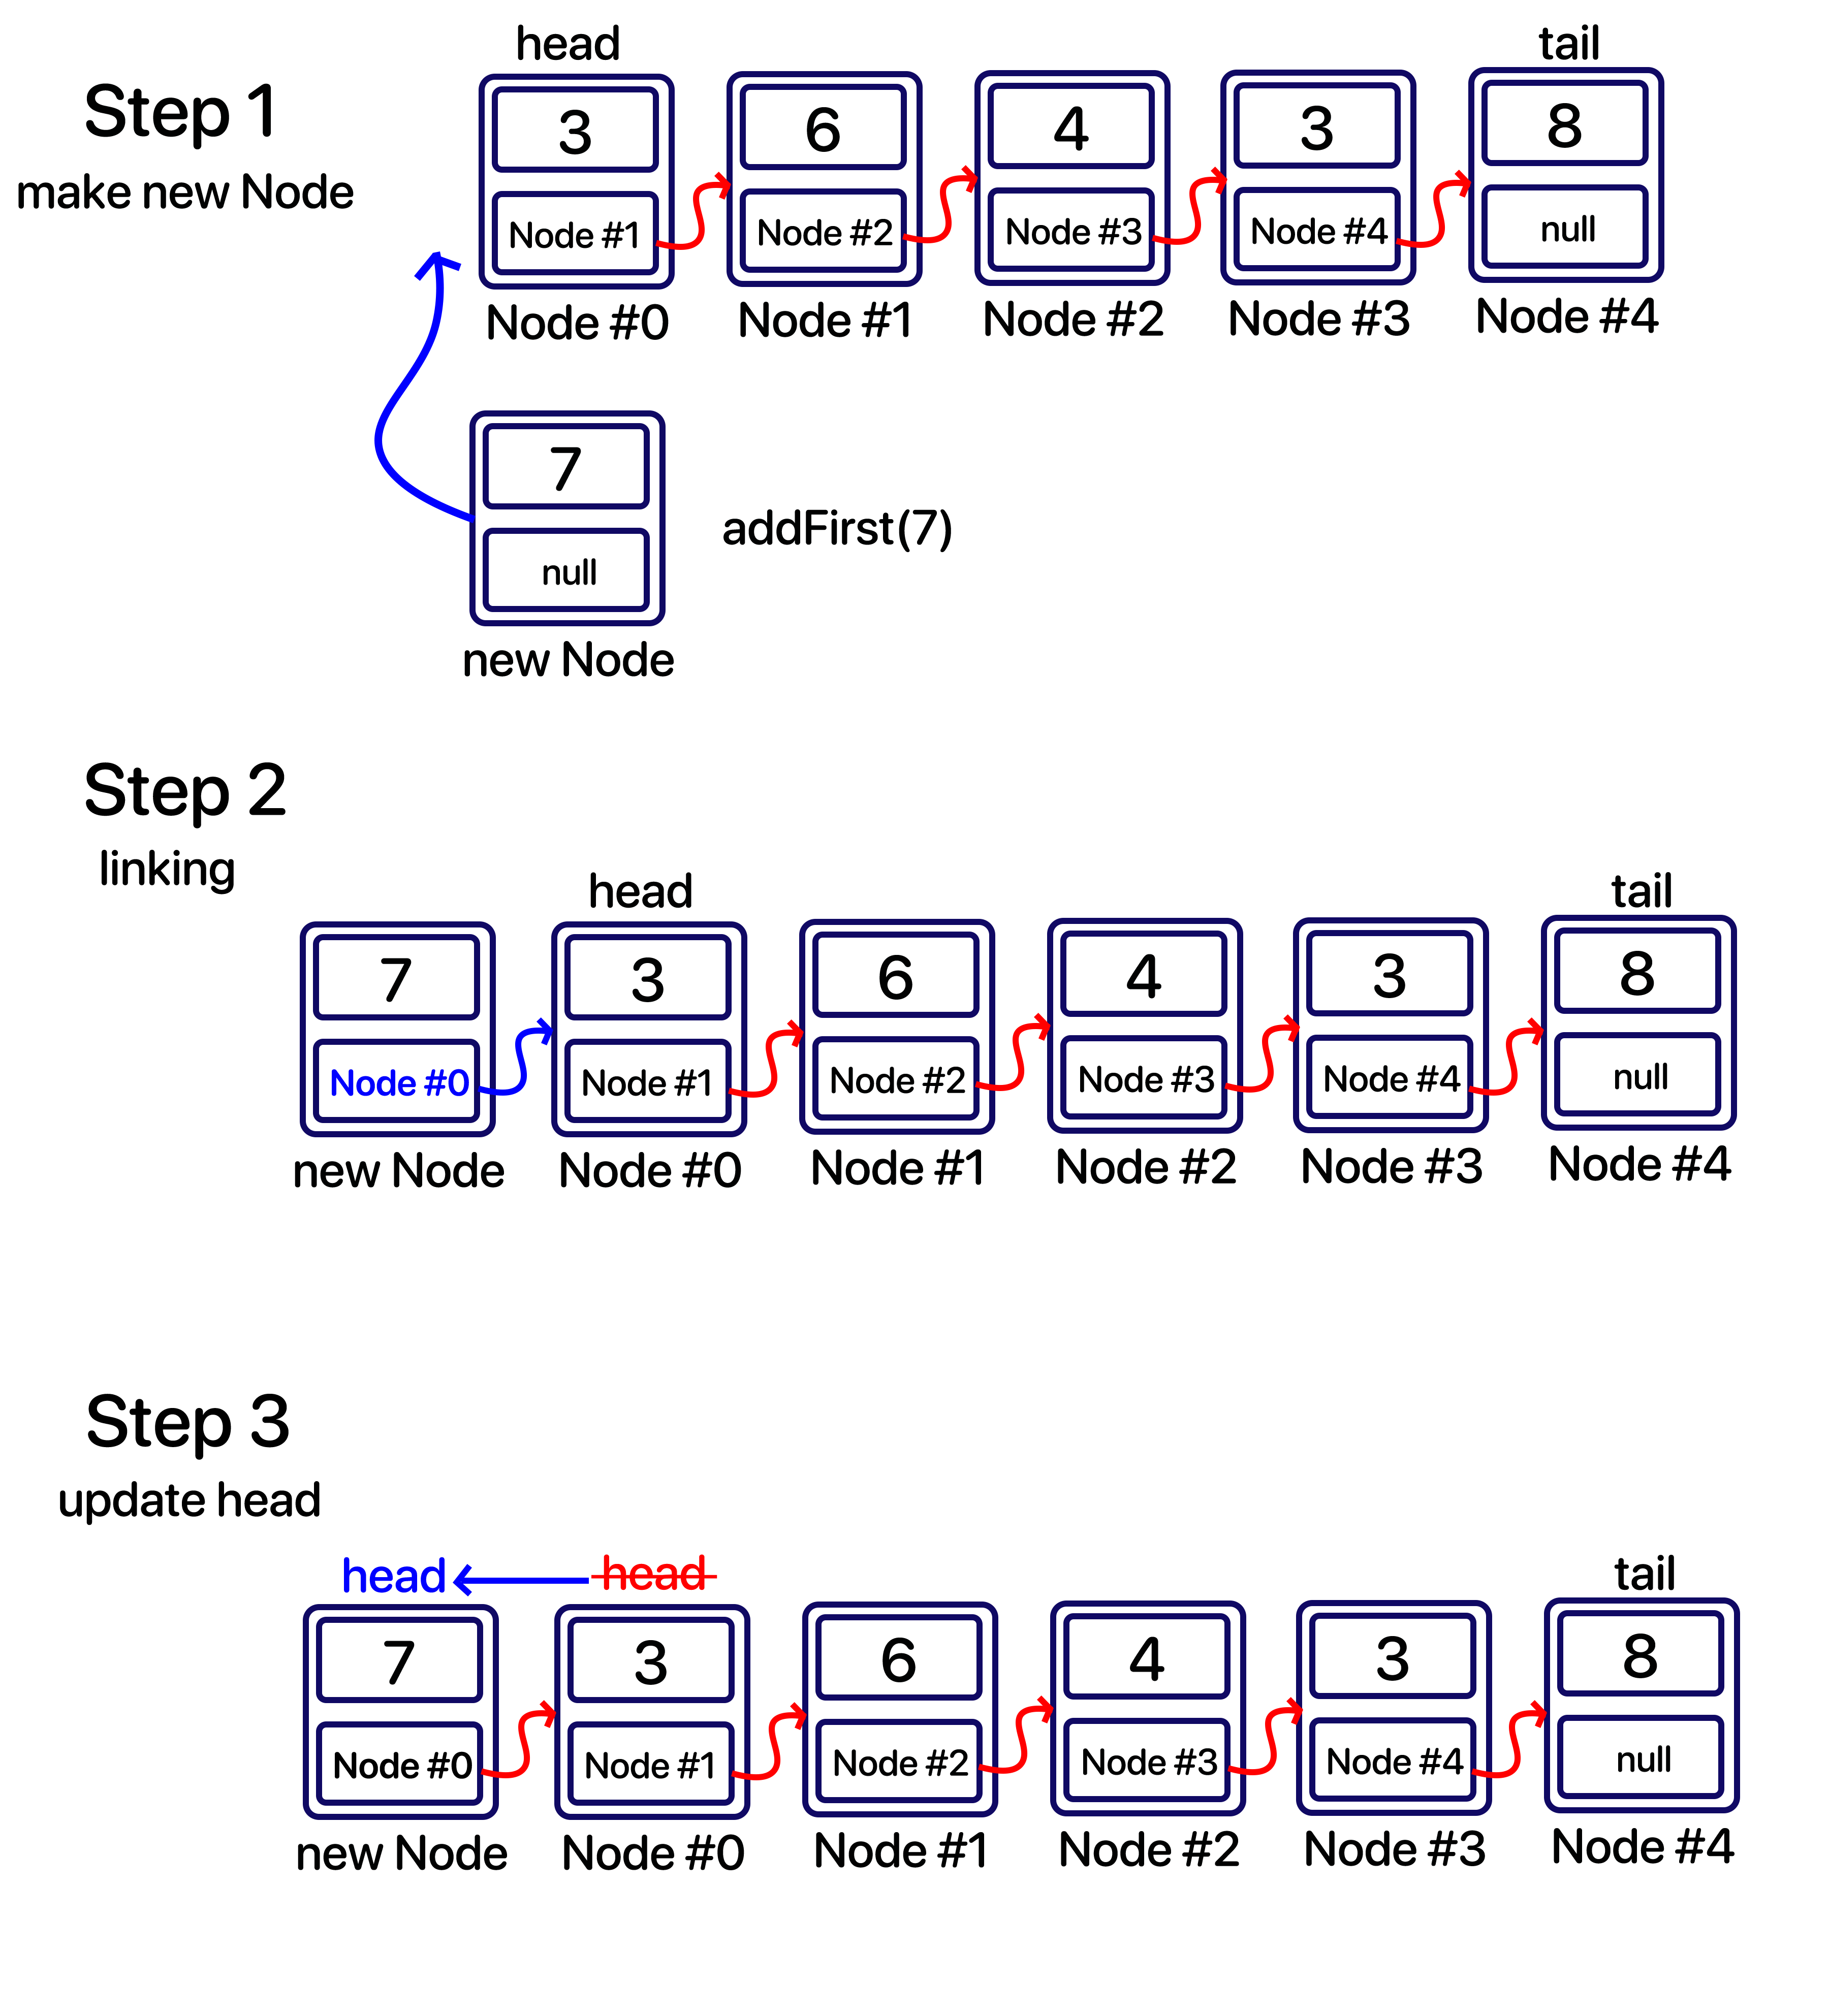 head
tail
Step 1
make new Node
3
6
4
3
8
Node #1
Node #2
Node #3
Node #4
null
Node #0
Node #1
Node #2
Node #3
Node #4
7
null
addFirst(7)
new Node
Step 2
linking
head
tail
7
3
6
4
3
8
Node #0
Node #1
Node #2
Node #3
Node #4
null
new Node
Node #0
Node #1
Node #2
Node #3
Node #4
Step 3
update head
head
head
tail
7
3
6
4
3
8
Node #0
Node #1
Node #2
Node #3
Node #4
null
new Node
Node #0
Node #1
Node #2
Node #3
Node #4